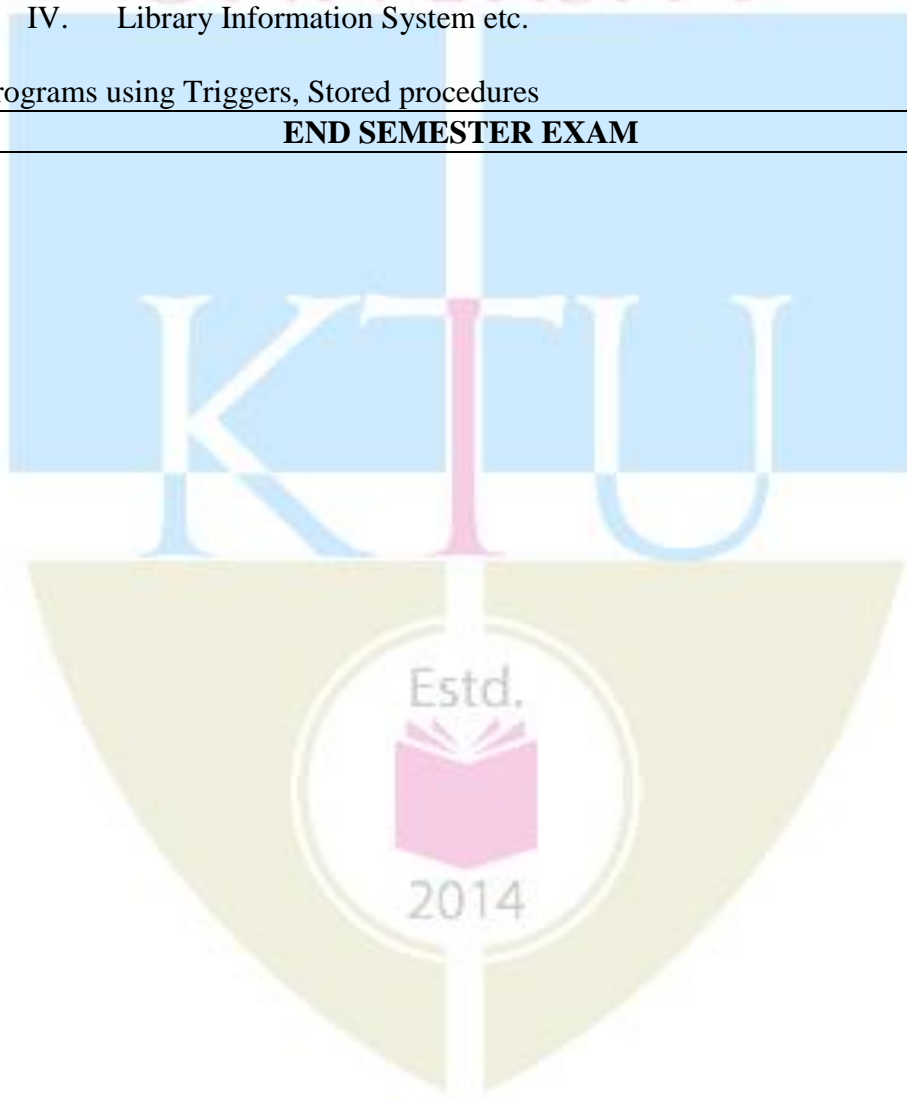 IV. Library Information System etc.
rograms using Triggers, Stored procedures
END SEMESTER EXAM
KTU
Estd.
2014